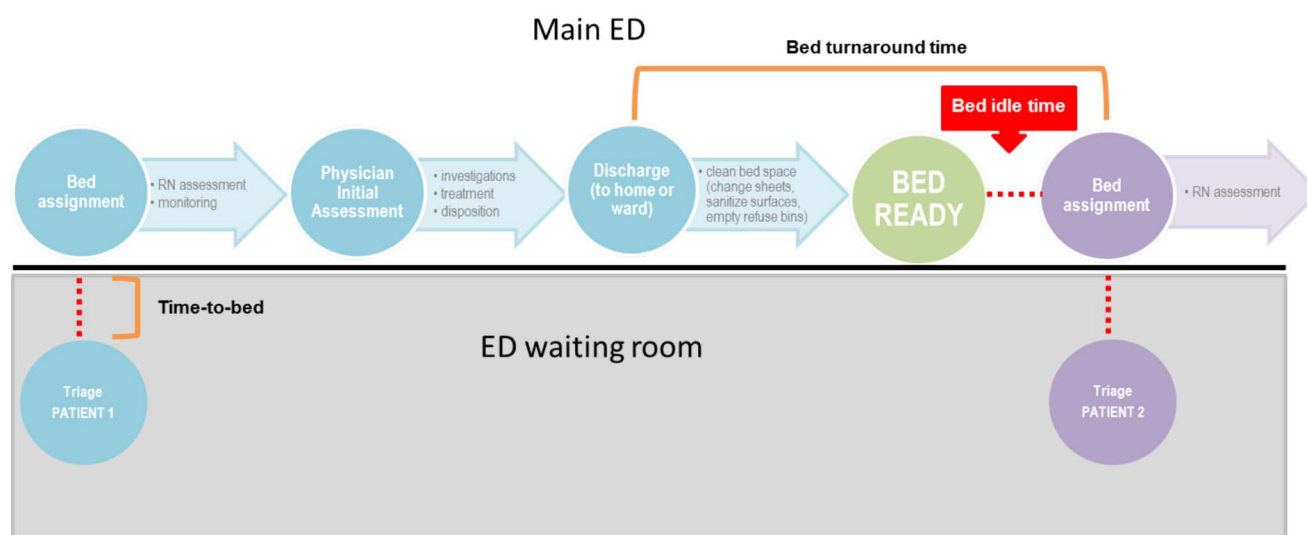 Main ED
Bed turnaround time
Bed idle time
Bed
assignment
• RN assessment
• monitoring
Physician
Initial
Assessment
• investigations
• treatment
• disposition
Discharge
(to home or
ward)
• clean bed space
(change sheets,
sanitize surfaces,
empty refuse bins)
BED
READY
Bed
assignment
• RN assessment
Time-to-bed
ED waiting room
Triage
PATIENT 1
Triage
PATIENT 2